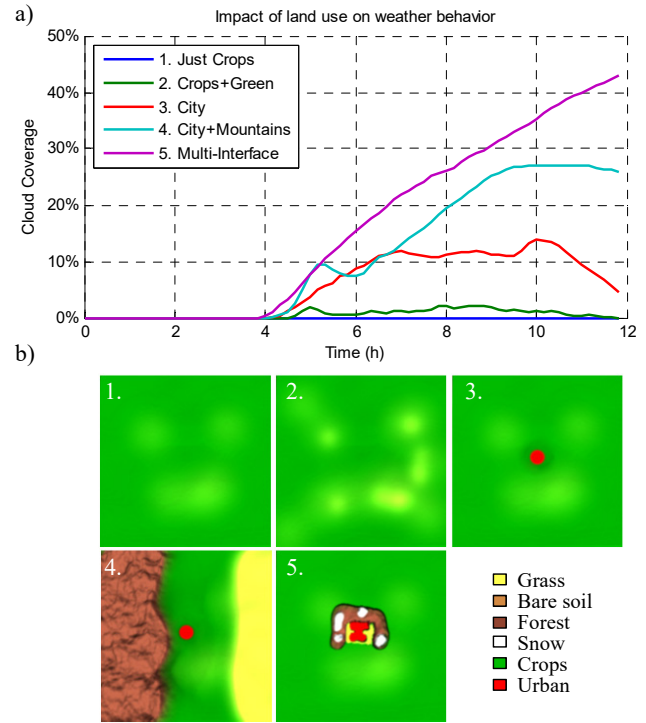 a)
Impact of land use on weather behavior
50%
40%
30%
20%
10%
0%
Cloud Coverage
1. Just Crops
2. Crops+Green
3. City
4. City+Mountains
5. Multi-Interface
0 2 4 6 8 10 12
Time (h)
b)
1. 2. 3.
4. 5.
Grass
Bare soil
Forest
Snow
Crops
Urban